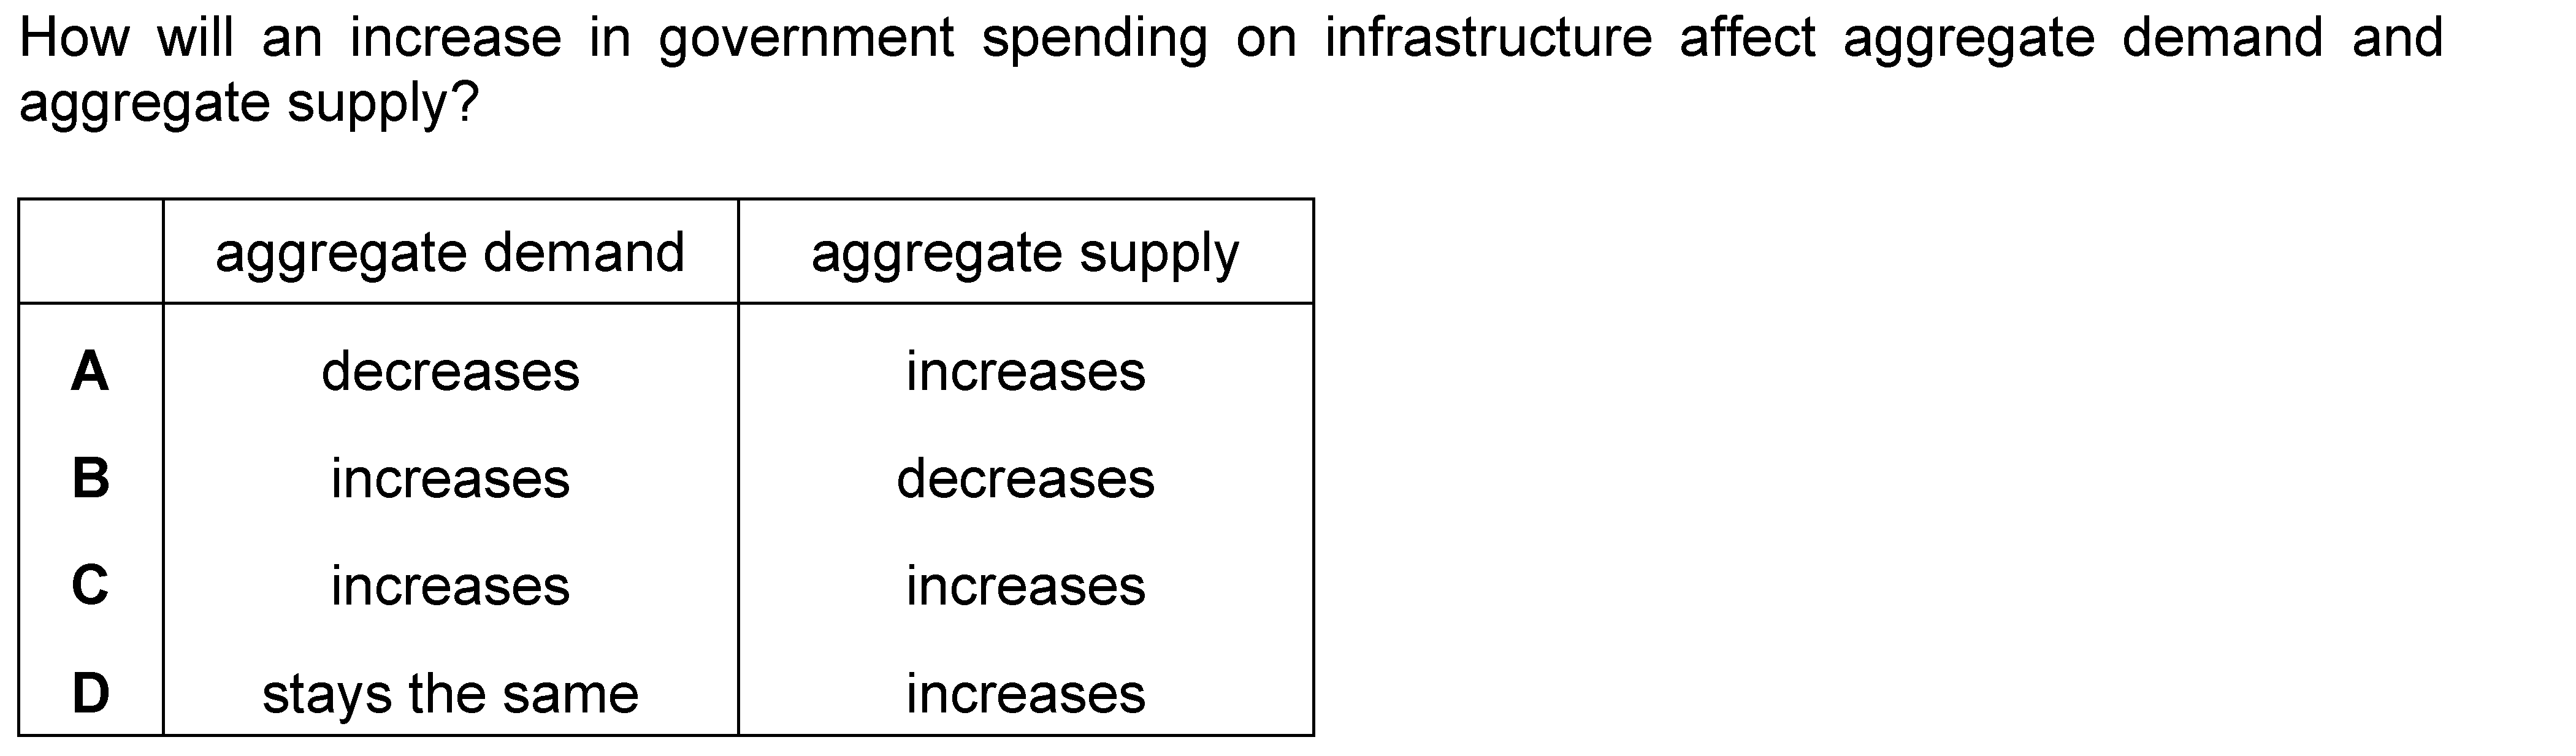 How will an increase in government spending on infrastructure affect aggregate demand and
aggregate supply?
aggregate demand aggregate supply
A decreases increases
B increases decreases
C increases increases
D stays the same increases